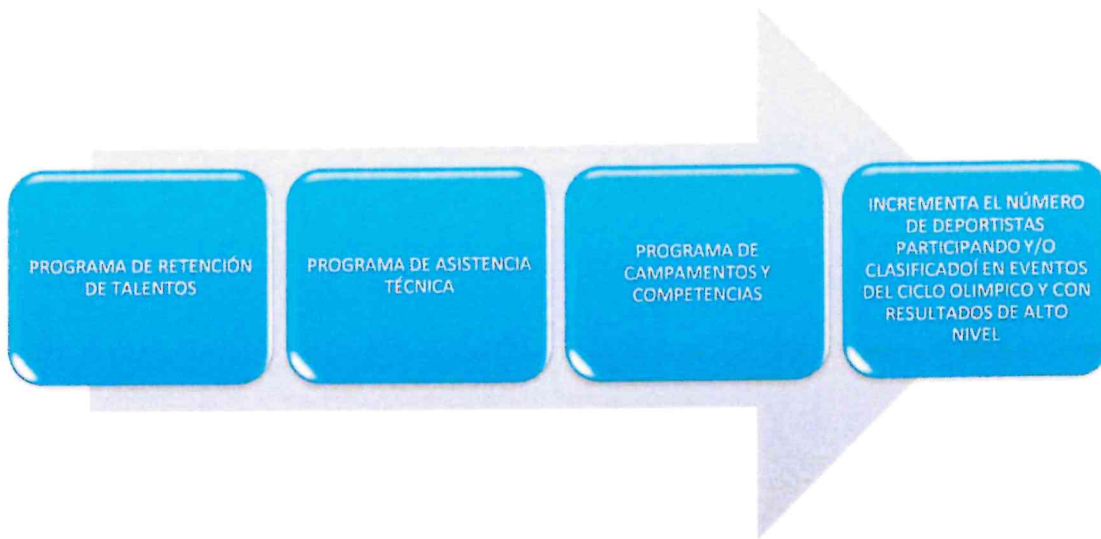 PROGRAMA DE RETENCIÓN
DE TALENTOS
PROGRAMA DE ASISTENCIA
TÉCNICA
PROGRAMA DE
CAMPAMENTOS Y
COMPETENCIAS
INCREMENTA EL NÚMERO
DE DEPORTISTAS
PARTICIPANDO Y/O
CLASIFICADOÍ EN EVENTOS
DEL CICLO OLIMPICO Y CON
RESULTADOS DE ALTO
NIVEL